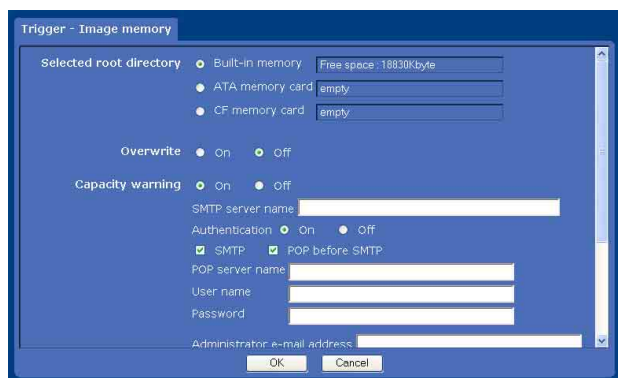 Trigger - Image memory
Selected root directory Built-in memory Free space : 18830Kbyte
ATA memory card empty
CF memory card empty
Overwrite On Off
Capacity warning On Off
SMTP server name
Authentication On Off
SMTP POP before SMTP
POP server name
User name
Password
Administrator e-mail address
OK Cancel